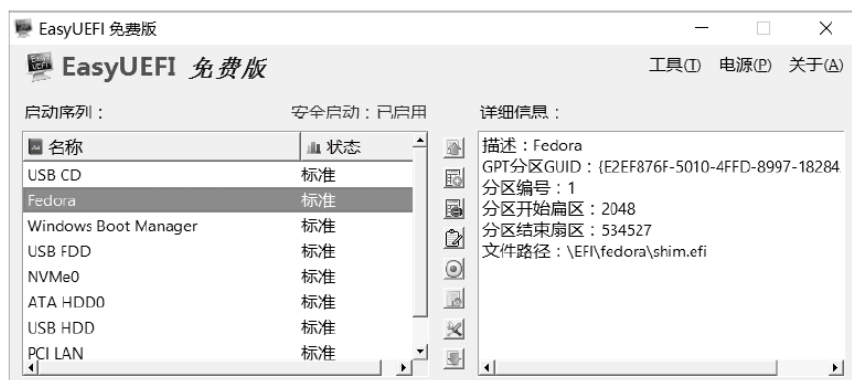 EasyUEFI 免费版
EasyUEFI 免费版
工具(T) 电源(P) 关于(A)
启动序列：
安全启动：已启用
详细信息：
名称 状态
USB CD 标准
Fedora 标准
Windows Boot Manager 标准
USB FDD 标准
NVMe0 标准
ATA HDD0 标准
USB HDD 标准
PCI LAN 标准
描述：Fedora
GPT分区GUID：{E2EF876F-5010-4FFD-8997-18284
分区编号：1
分区开始扇区：2048
分区结束扇区：534527
文件路径：\EFI\fedora\shim.efi